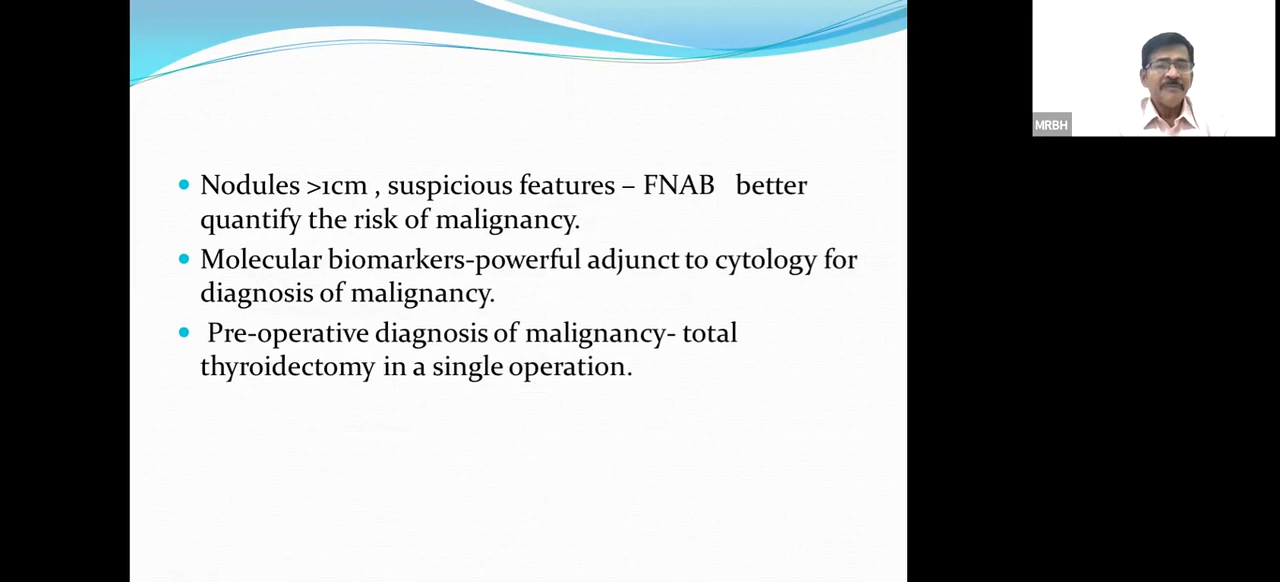 Nodules >1cm , suspicious features – FNAB better
quantify the risk of malignancy.
Molecular biomarkers-powerful adjunct to cytology for
diagnosis of malignancy.
Pre-operative diagnosis of malignancy- total
thyroidectomy in a single operation.
MRBH